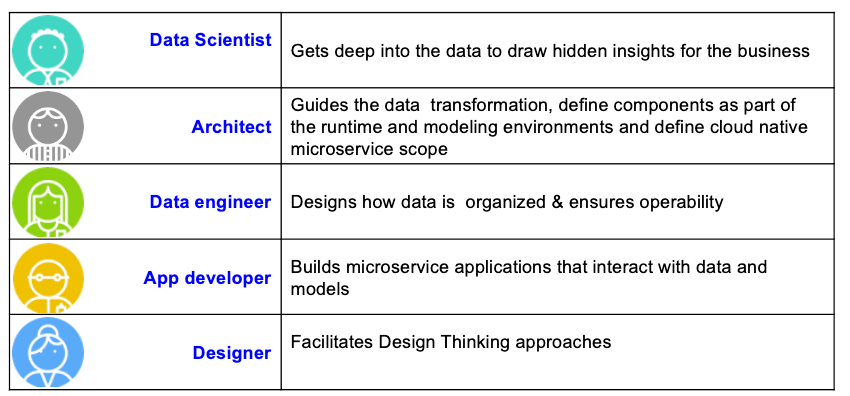 Data Scientist
Gets deep into the data to draw hidden insights for the business
Architect
Guides the data  transformation, define components as part of
the runtime and modeling environments and define cloud native
microservice scope
Data engineer
Designs how data is  organized & ensures operability
App developer
Builds microservice applications that interact with data and
models
Designer
Facilitates Design Thinking approaches